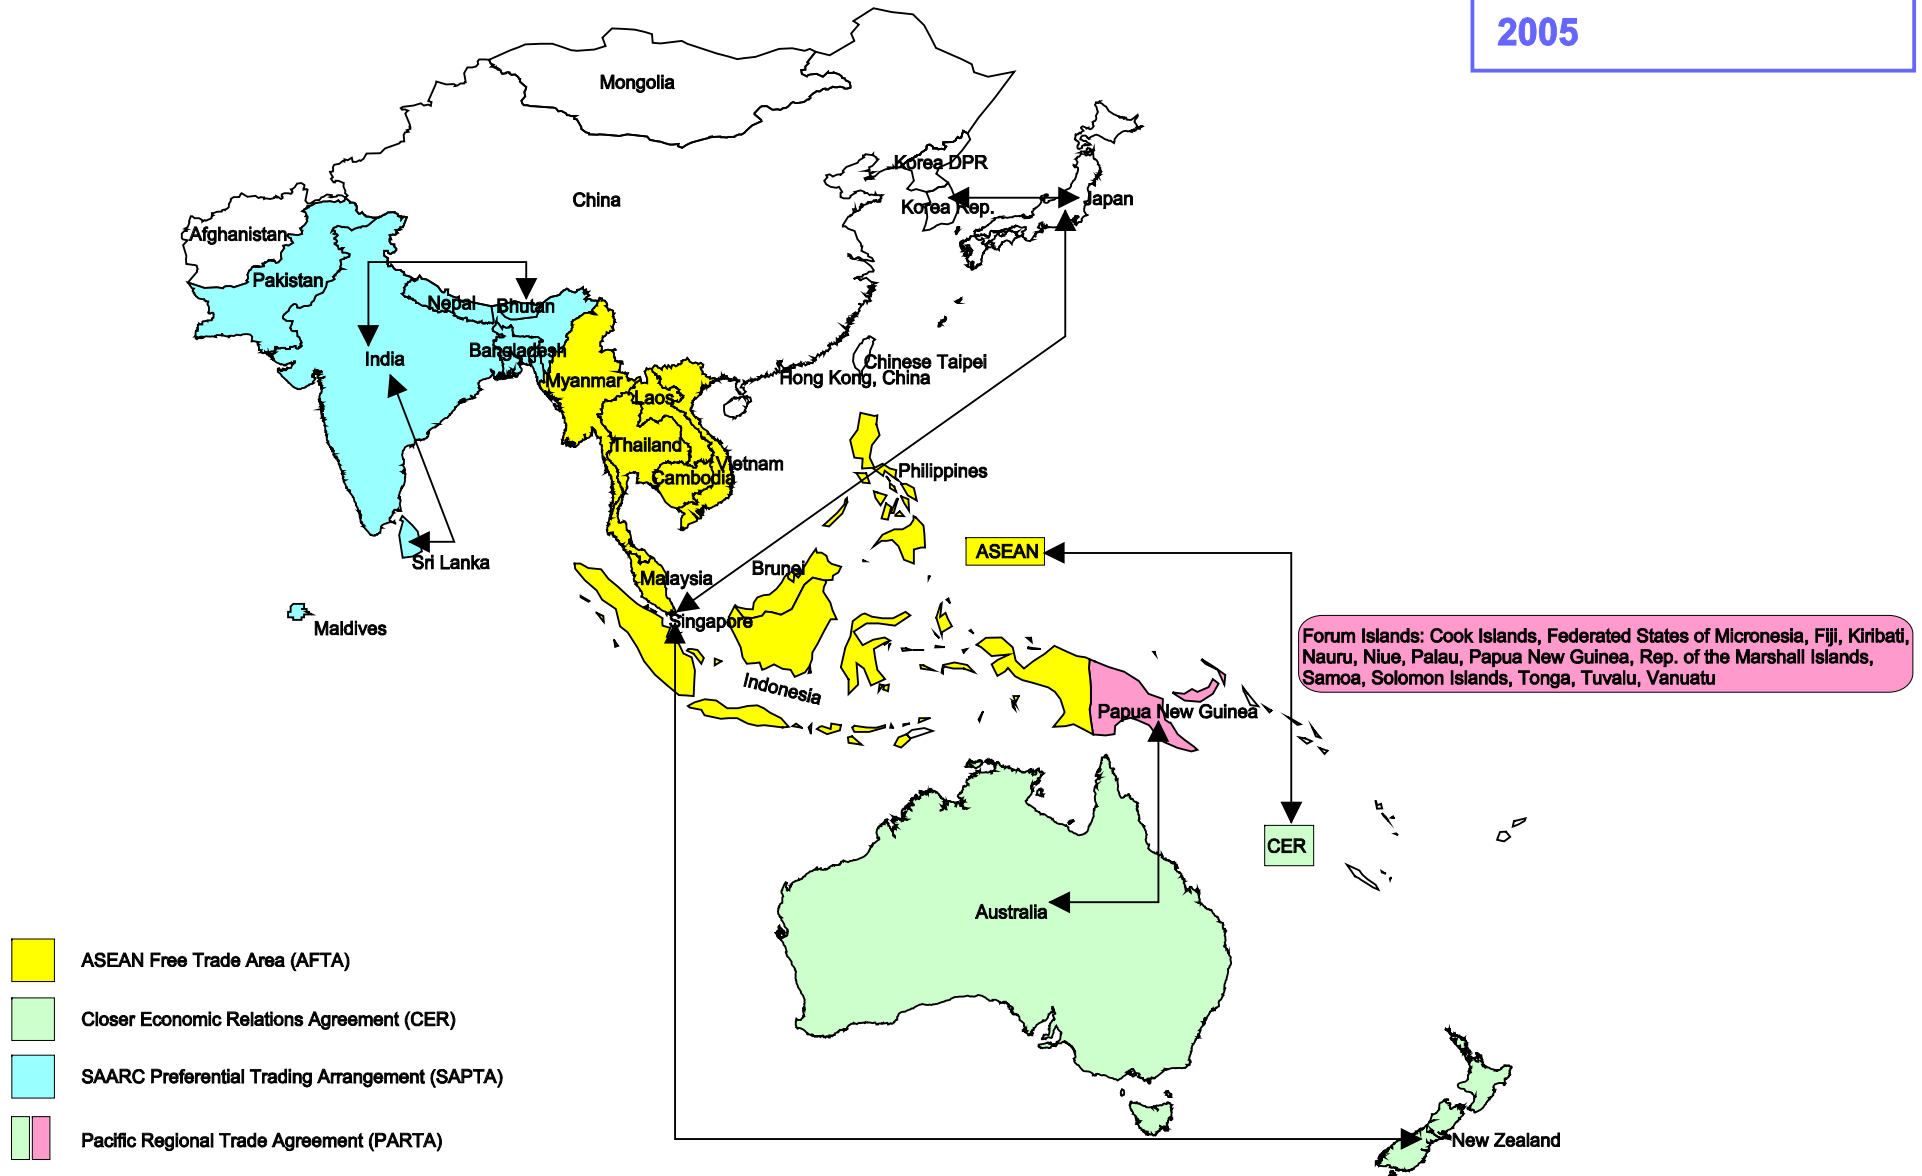 2005
Mongolia
Korea DPR
China
Japan
Korea Rep.
Afghanistan
Pakistan
Nepal
Bhutan
Bangladesh
India
Chinese Taipei
Hong Kong, China
Myanmar
Laos
Thailand
Vietnam
Cambodia
Philippines
ASEAN
Sri Lanka
Brunei
Malaysia
Singapore
Maldives
Forum Islands: Cook Islands, Federated States of Micronesia, Fiji, Kiribati,
Nauru, Niue, Palau, Papua New Guinea, Rep. of the Marshall Islands,
Samoa, Solomon Islands, Tonga, Tuvalu, Vanuatu
Indonesia
Papua New Guinea
CER
Australia
ASEAN Free Trade Area (AFTA)
Closer Economic Relations Agreement (CER)
SAARC Preferential Trading Arrangement (SAPTA)
Pacific Regional Trade Agreement (PARTA)
New Zealand